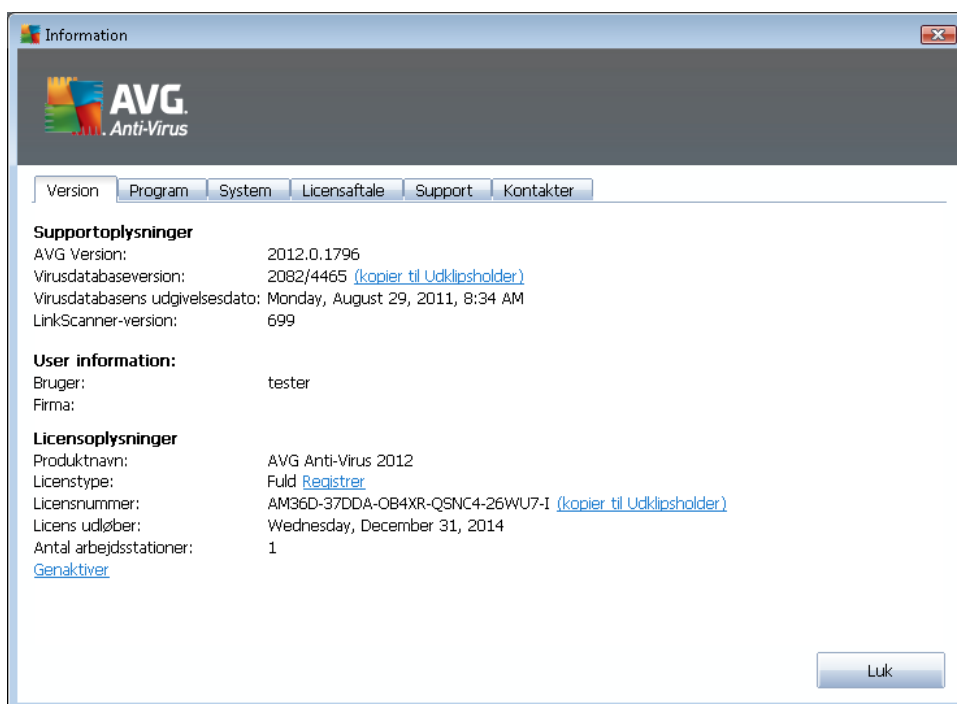 Information
AVG.
Anti-Virus
Version Program System Licensaftale Support Kontakter
Supportoplysninger
AVG Version: 2012.0.1796
Virusdatabaseversion: 2082/4465 (kopier til Udklipsholder)
Virusdatabasens udgivelsesdato: Monday, August 29, 2011, 8:34 AM
LinkScanner-version: 699
User information:
Bruger: tester
Firma:
Licensoplysninger
Produktnavn: AVG Anti-Virus 2012
Licenstype: Fuld Registrer
Licensnummer: AM36D-37DDA-OB4XR-QSNC4-26WU7-I (kopier til Udklipsholder)
Licens udløber: Wednesday, December 31, 2014
Antal arbejdsstationer: 1
Genaktiver
Luk